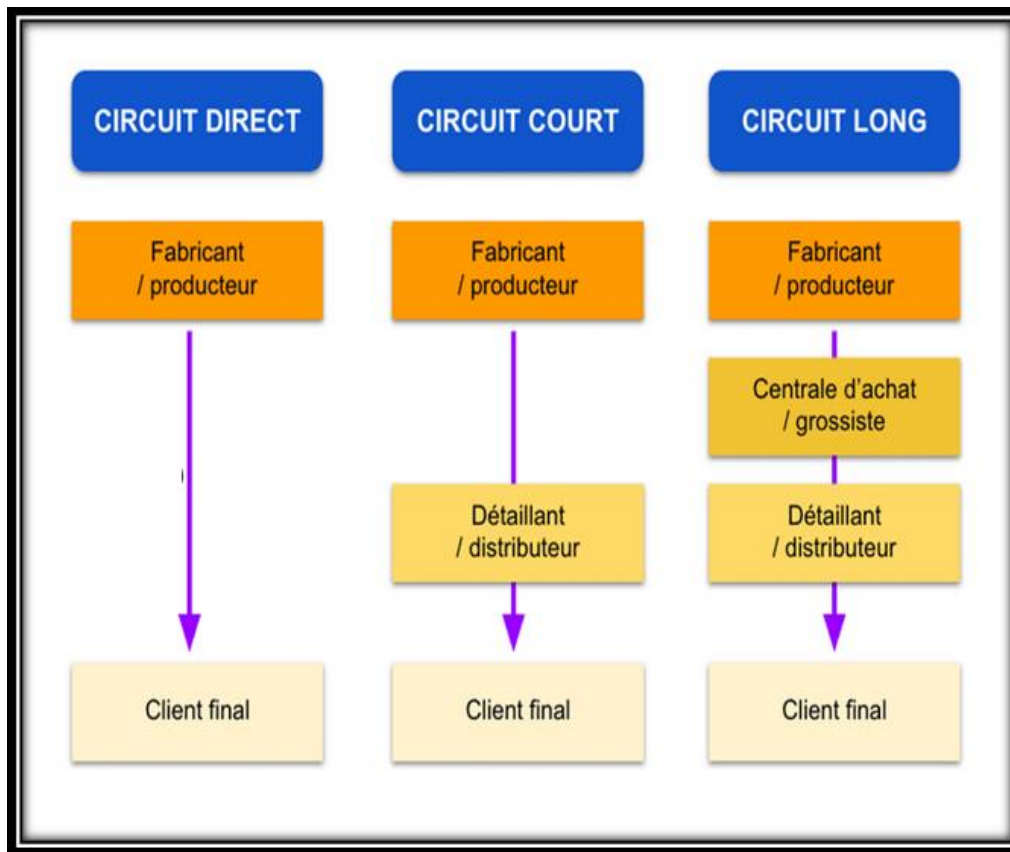 CIRCUIT DIRECT
CIRCUIT COURT
CIRCUIT LONG
Fabricant
/ producteur
Fabricant
/ producteur
Fabricant
/ producteur
Centrale d'achat
/ grossiste
Détaillant
/ distributeur
Détaillant
/ distributeur
Client final
Client final
Client final